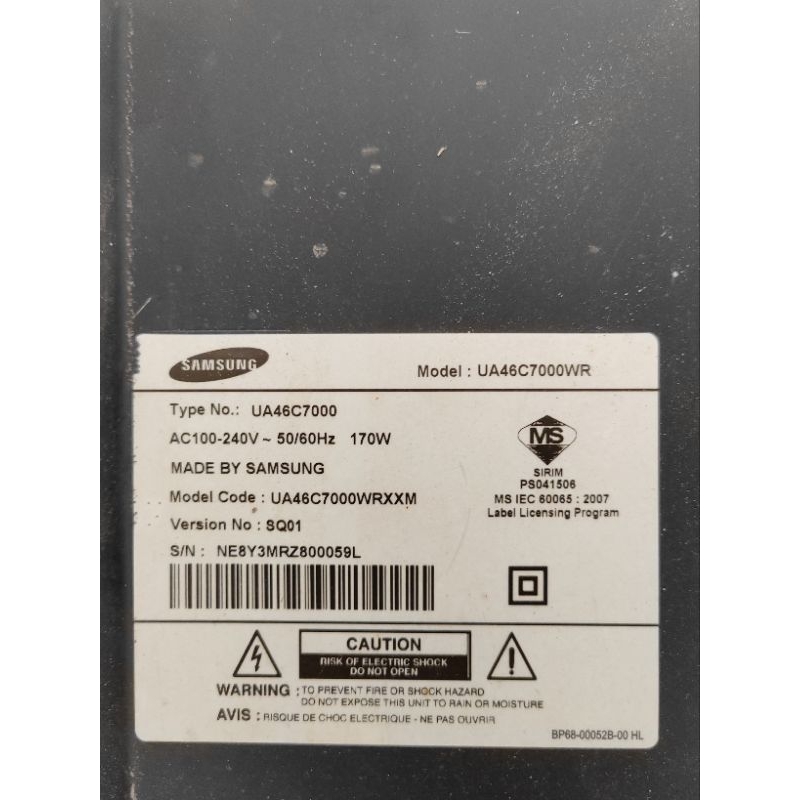 SAMSUNG
Model : UA46C7000WR
Type No.: UA46C7000
AC100-240V ~ 50/60Hz 170W
MADE BY SAMSUNG
Model Code : UA46C7000WRXXM
Version No : SQ01
S/N : NE8Y3MRZ800059L
MS
SIRIM
PS041506
MS IEC 60065 : 2007
Label Licensing Program
CAUTION
RISK OF ELECTRIC SHOCK
DO NOT OPEN
WARNING : TO PREVENT FIRE OR SHOCK HAZARD
DO NOT EXPOSE THIS UNIT TO RAIN OR MOISTURE
AVIS : RISQUE DE CHOC ELECTRIQUE - NE PAS OUVRIR
BP68-00052B-00 HL